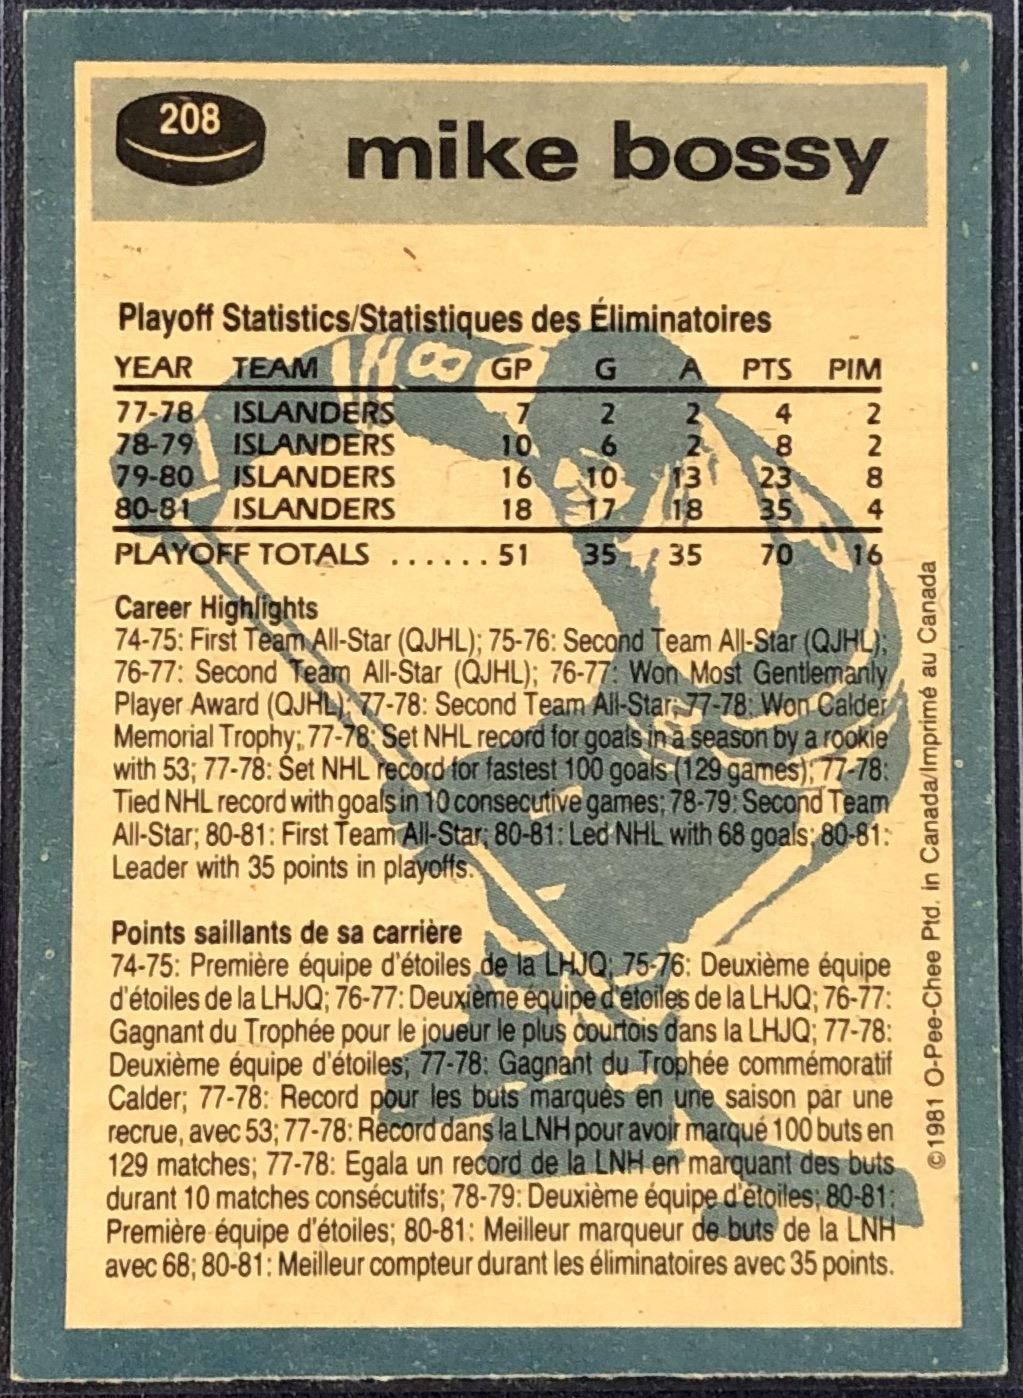 208
mike bossy
Playoff Statistics/Statistiques des Éliminatoires
YEAR TEAM GP G A PTS PIM
77-78 ISLANDERS 7 2 2 4 2
78-79 ISLANDERS 10 6 2 8 2
79-80 ISLANDERS 16 10 13 23 8
80-81 ISLANDERS 18 17 18 35 4
PLAYOFF TOTALS ...... 51 35 35 70 16
Career Highlights
74-75: First Team All-Star (QJHL); 75-76: Second Team All-Star (QJHL);
76-77: Second Team All-Star (QJHL); 76-77: Won Most Gentlemanly
Player Award (QJHL); 77-78: Second Team All-Star; 77-78: Won Calder
Memorial Trophy; 77-78: Set NHL record for goals in a season by a rookie
with 53; 77-78: Set NHL record for fastest 100 goals (129 games); 77-78:
Tied NHL record with goals in 10 consecutive games; 78-79: Second Team
All-Star; 80-81: First Team All-Star; 80-81: Led NHL with 68 goals; 80-81:
Leader with 35 points in playoffs.
Points saillants de sa carrière
74-75: Première équipe d'étoiles de la LHJQ; 75-76: Deuxième équipe
d'étoiles de la LHJQ; 76-77: Deuxième équipe d'étoiles de la LHJQ; 76-77:
Gagnant du Trophée pour le joueur le plus courtois dans la LHJQ; 77-78:
Deuxième équipe d'étoiles; 77-78: Gagnant du Trophée commémoratif
Calder; 77-78: Record pour les buts marqués en une saison par une
recrue, avec 53; 77-78: Record dans la LNH pour avoir marqué 100 buts en
129 matches; 77-78: Egala un record de la LNH en marquant des buts
durant 10 matches consécutifs; 78-79: Deuxième équipe d'étoiles; 80-81:
Première équipe d'étoiles; 80-81: Meilleur marqueur de buts de la LNH
avec 68; 80-81: Meilleur compteur durant les éliminatoires avec 35 points.
©1981 O-Pee-Chee Ptd. in Canada/Imprimé au Canada